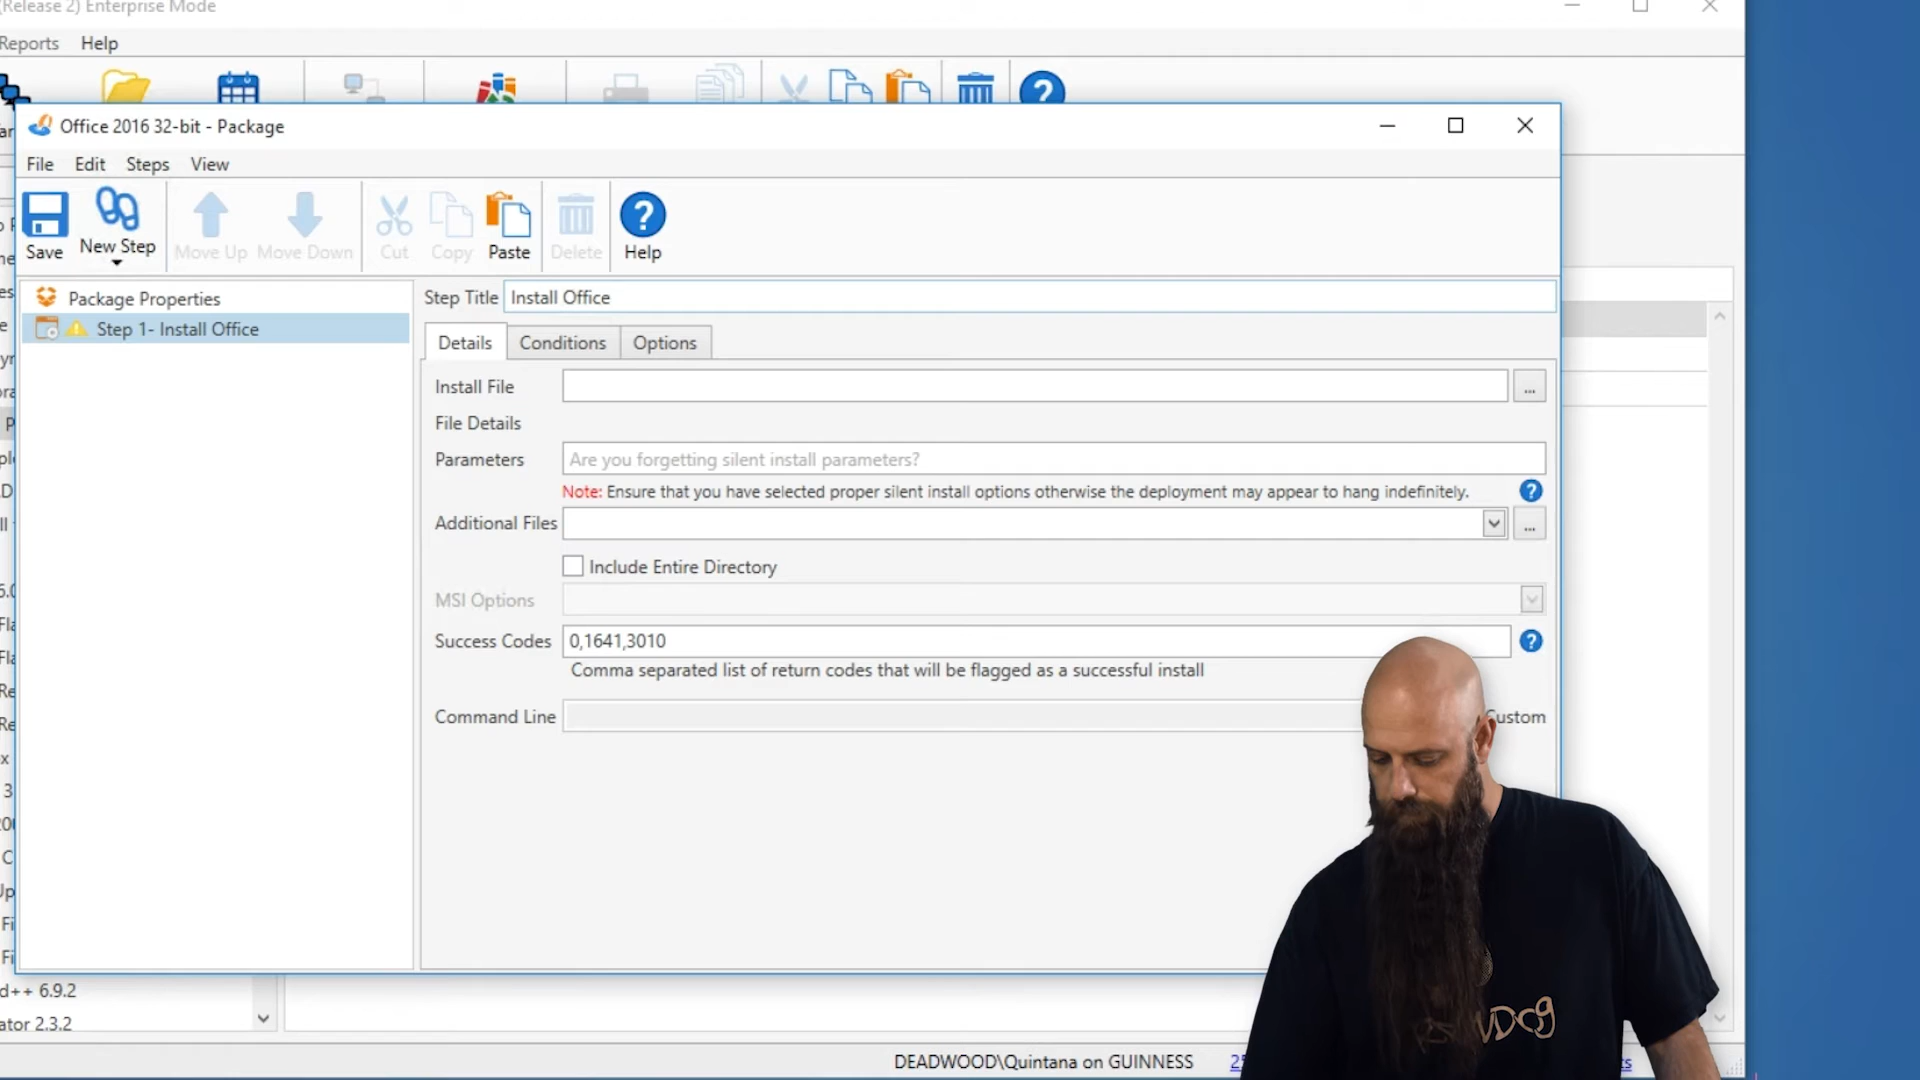 (Release 2) Enterprise Mode
Reports Help
Office 2016 32-bit - Package
File Edit Steps View
Save New Step Move Up Move Down Cut Copy Paste Delete Help
Package Properties
Step 1- Install Office
Step Title Install Office
Details Conditions Options
Install File ...
File Details
Parameters Are you forgetting silent install parameters?
Note: Ensure that you have selected proper silent install options otherwise the deployment may appear to hang indefinitely.
Additional Files ...
Include Entire Directory
MSI Options
Success Codes 0,1641,3010
Comma separated list of return codes that will be flagged as a successful install
Command Line Custom
d++ 6.9.2
ator 2.3.2
DEADWOOD\Quintana on GUINNESS